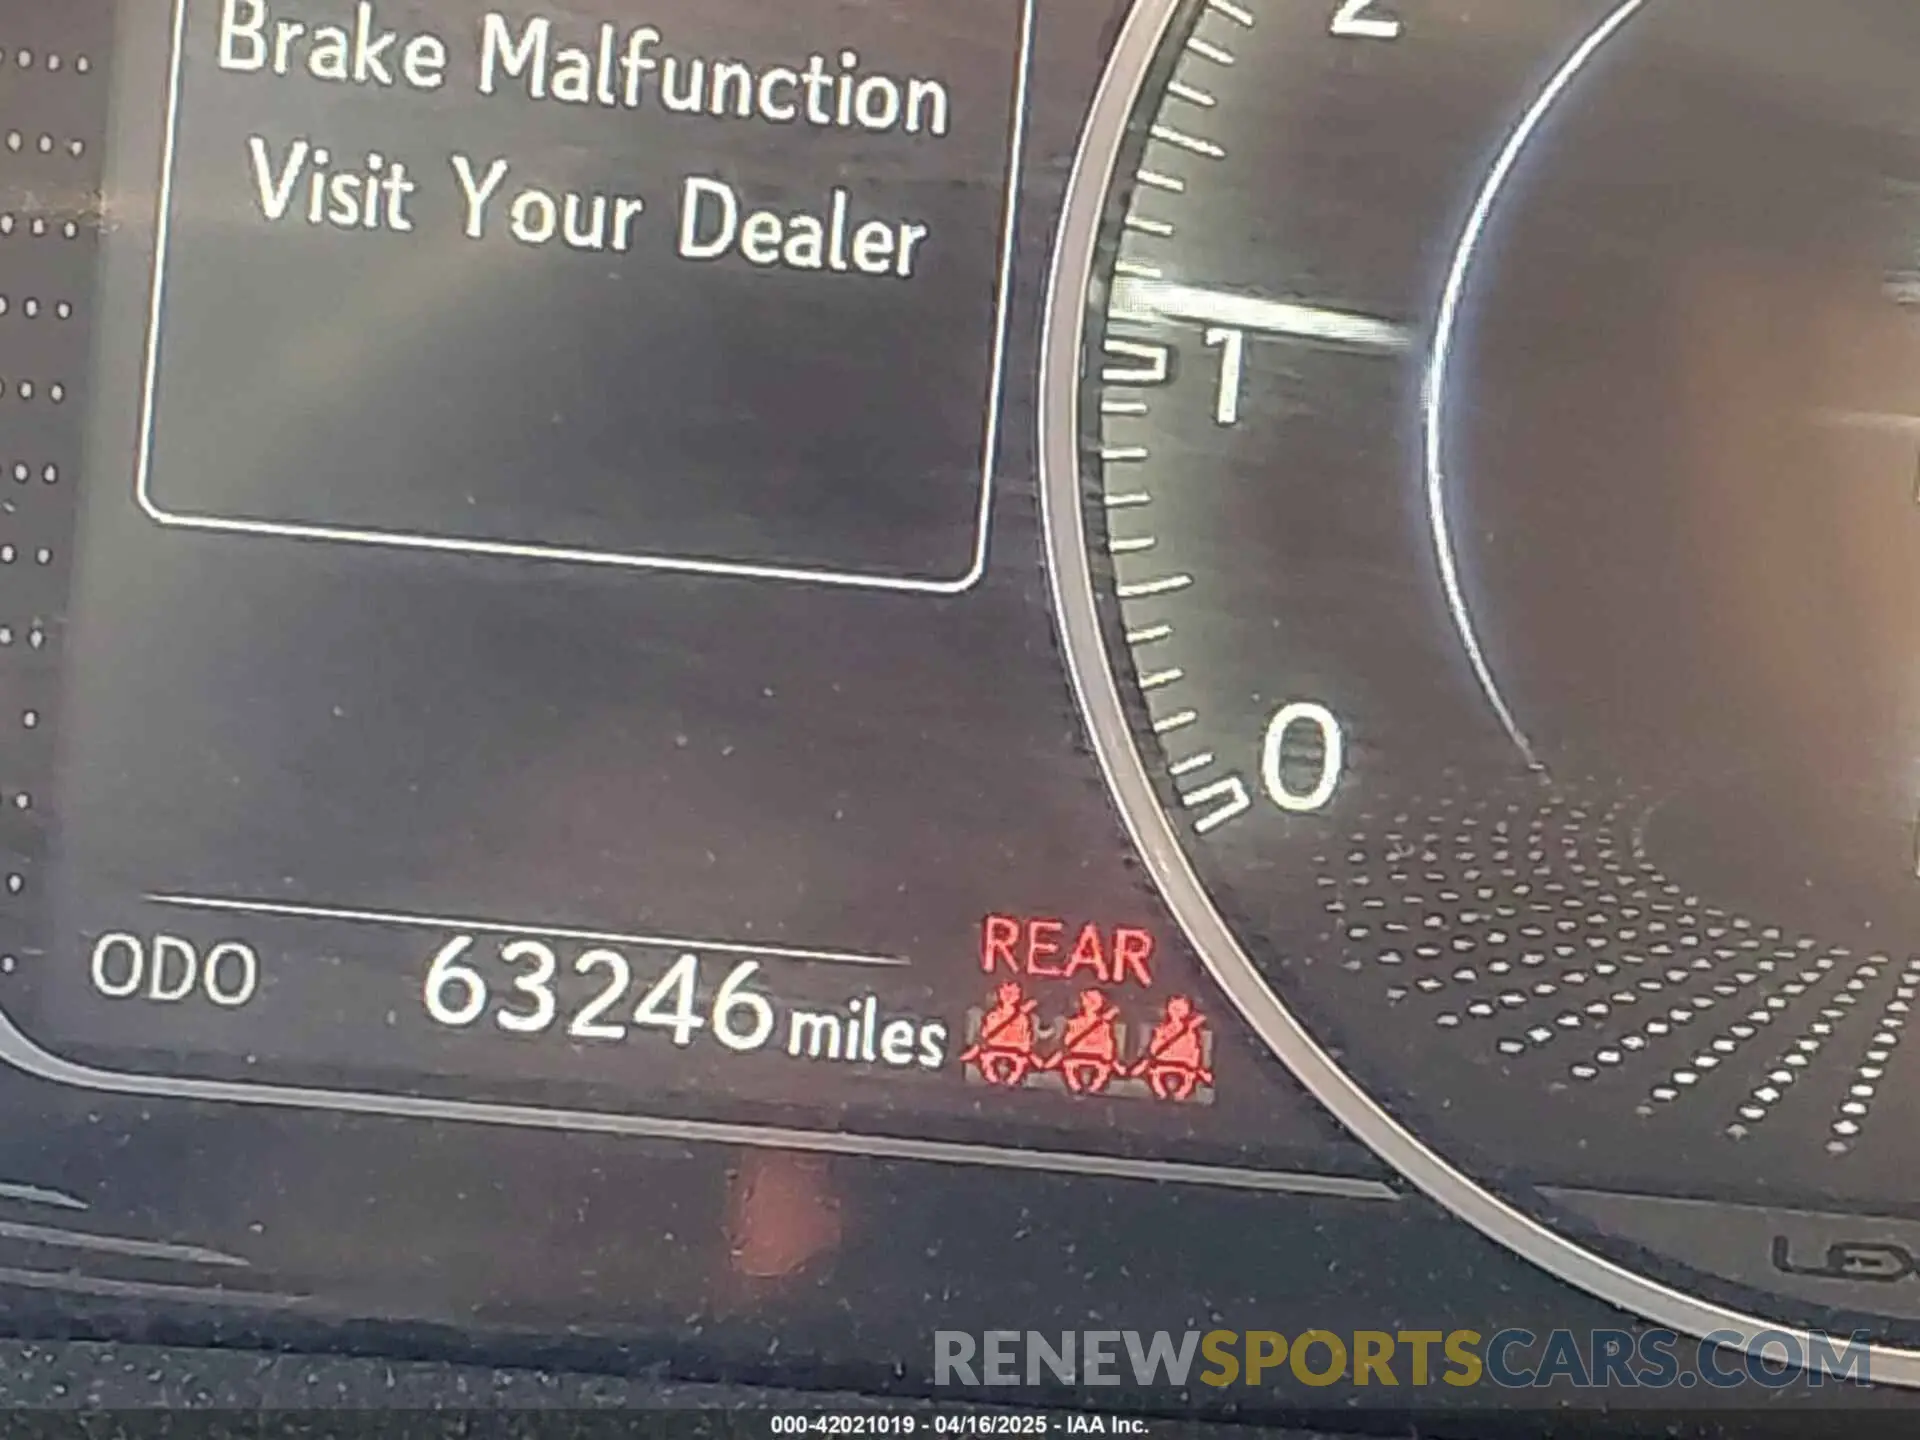 Brake Malfunction
Visit Your Dealer
2
1
0
ODO 63246 miles
REAR
RENEWSPORTSCARS.COM
000-42021019 - 04/16/2025 - IAA Inc.